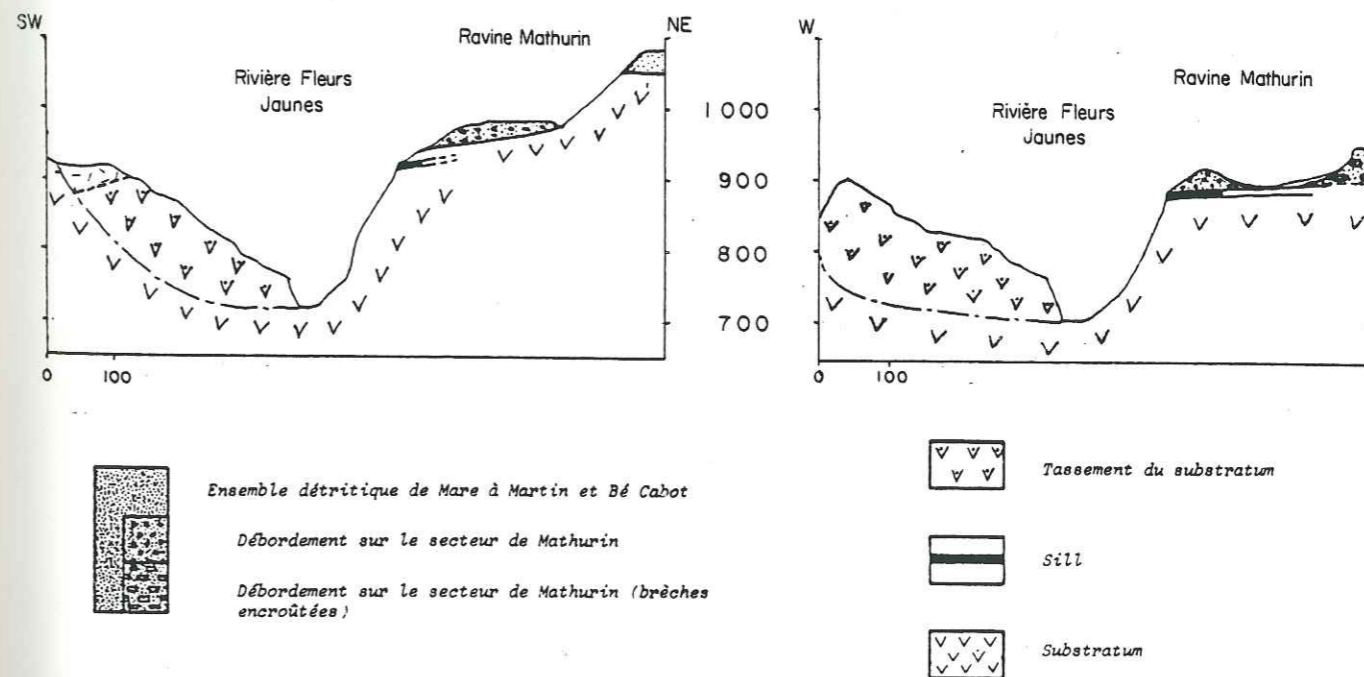 SW
Ravine Mathurin
NE
Rivière Fleurs
Jaunes
0
100
W
Ravine Mathurin
Rivière Fleurs
Jaunes
1 000
900
800
700
0
100
Ensemble détritique de Mare à Martin et Bé Cabot
Débordement sur le secteur de Mathurin
Débordement sur le secteur de Mathurin (brèches
encroûtées)
Tassement du substratum
Sill
Substratum